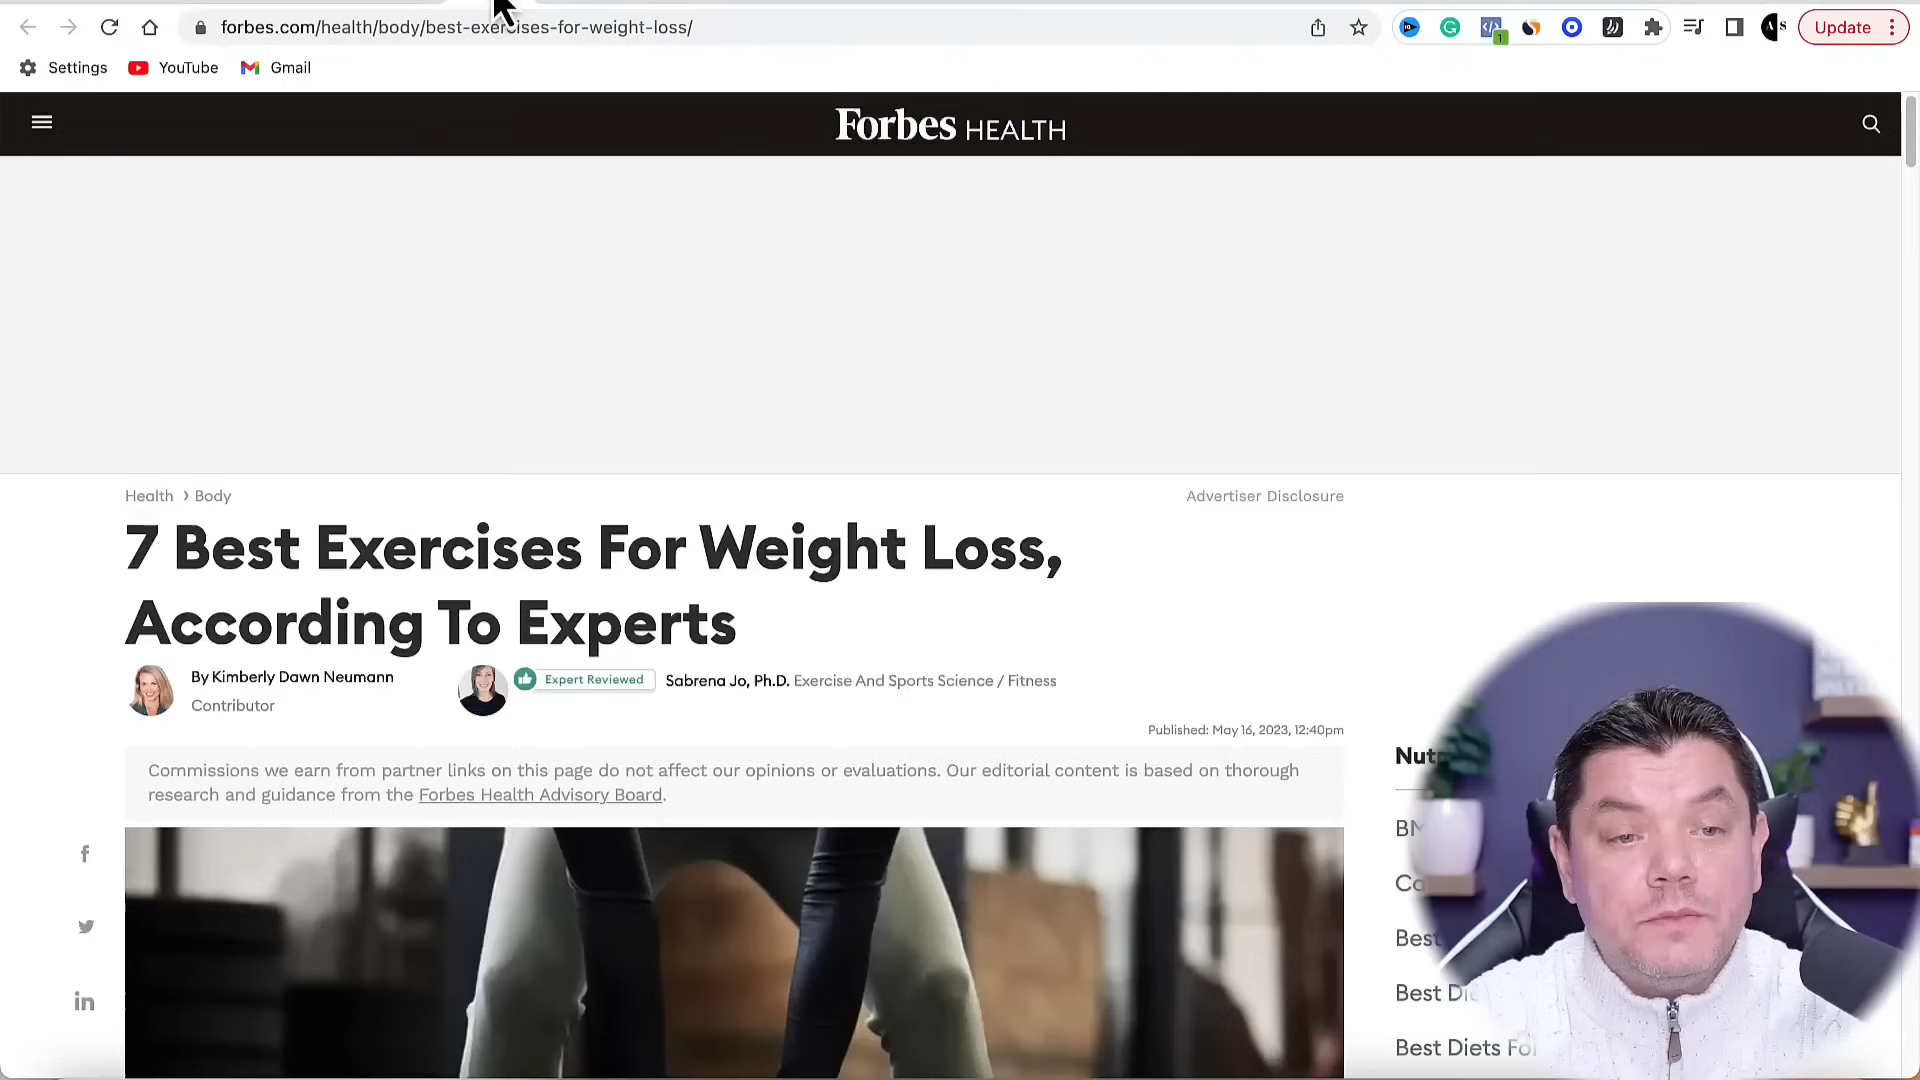 forbes.com/health/body/best-exercises-for-weight-loss/
1
A s
Update
Settings
YouTube
Gmail
Forbes HEALTH
Health › Body
Advertiser Disclosure
7 Best Exercises For Weight Loss,
According To Experts
By Kimberly Dawn Neumann
Contributor
Expert Reviewed
Sabrena Jo, Ph.D. Exercise And Sports Science / Fitness
Published: May 16, 2023, 12:40pm
Commissions we earn from partner links on this page do not affect our opinions or evaluations. Our editorial content is based on thorough
research and guidance from the Forbes Health Advisory Board.
Best
Best
Best Diets